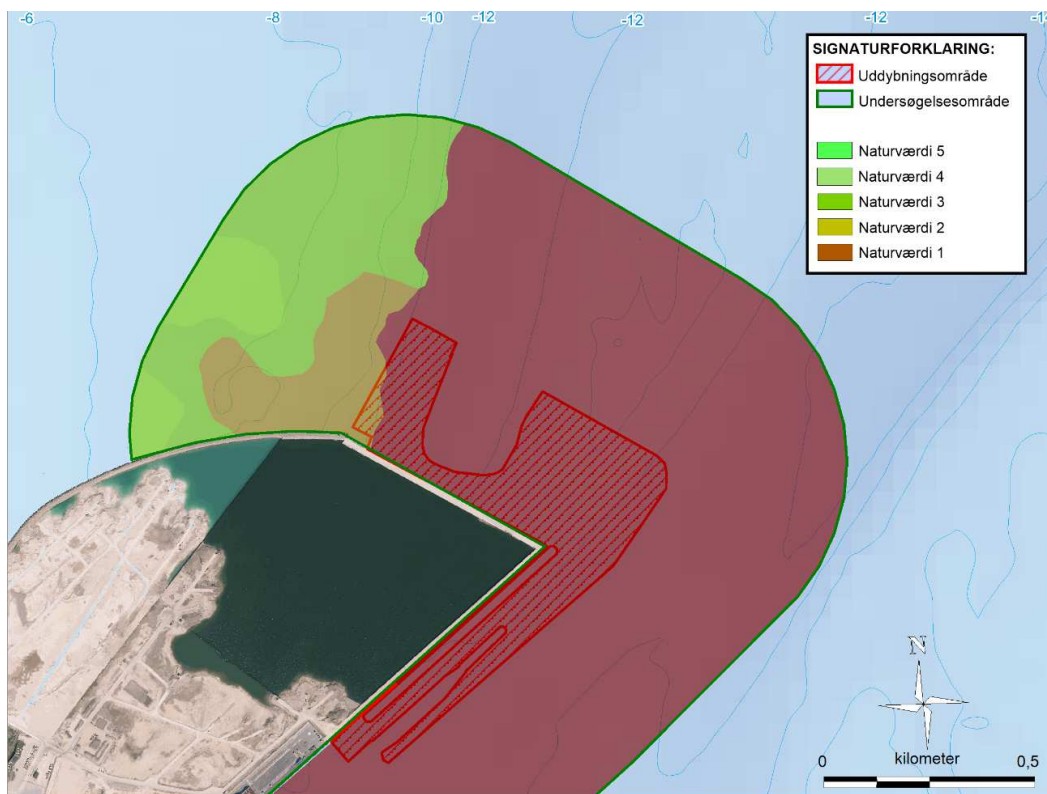 -6
-8
-10
-12
-12
-12
SIGNATURFORKLARING:
Uddybningsområde
Undersøgelsesområde
Naturværdi 5
Naturværdi 4
Naturværdi 3
Naturværdi 2
Naturværdi 1
N
0 kilometer 0,5